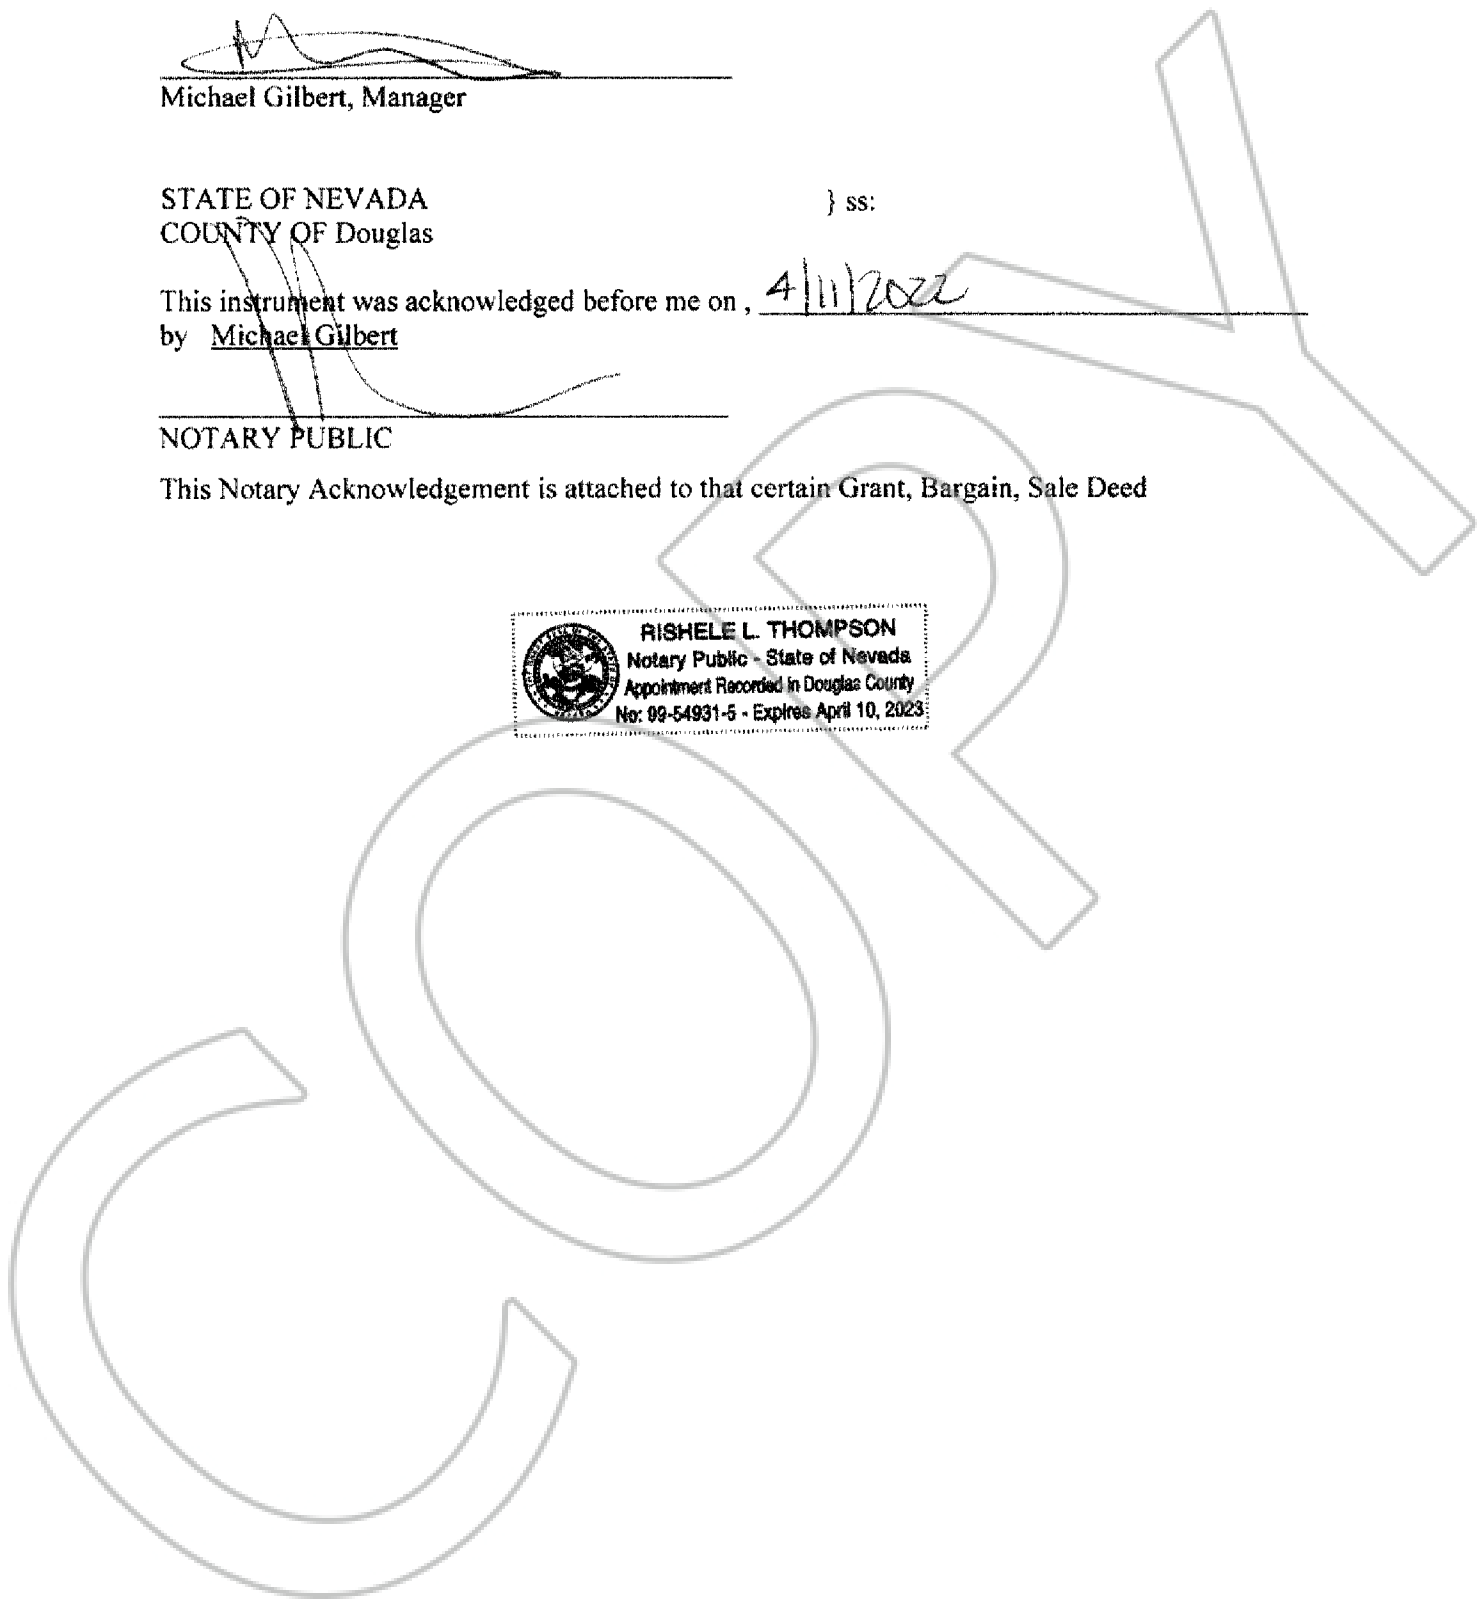 Michael Gilbert, Manager
STATE OF NEVADA } ss:
COUNTY OF Douglas
This instrument was acknowledged before me on , 4/11/2022
by Michael Gilbert
NOTARY PUBLIC
This Notary Acknowledgement is attached to that certain Grant, Bargain, Sale Deed
RISHELE L. THOMPSON
Notary Public - State of Nevada
Appointment Recorded in Douglas County
No: 99-54931-5 - Expires April 10, 2023
COPY